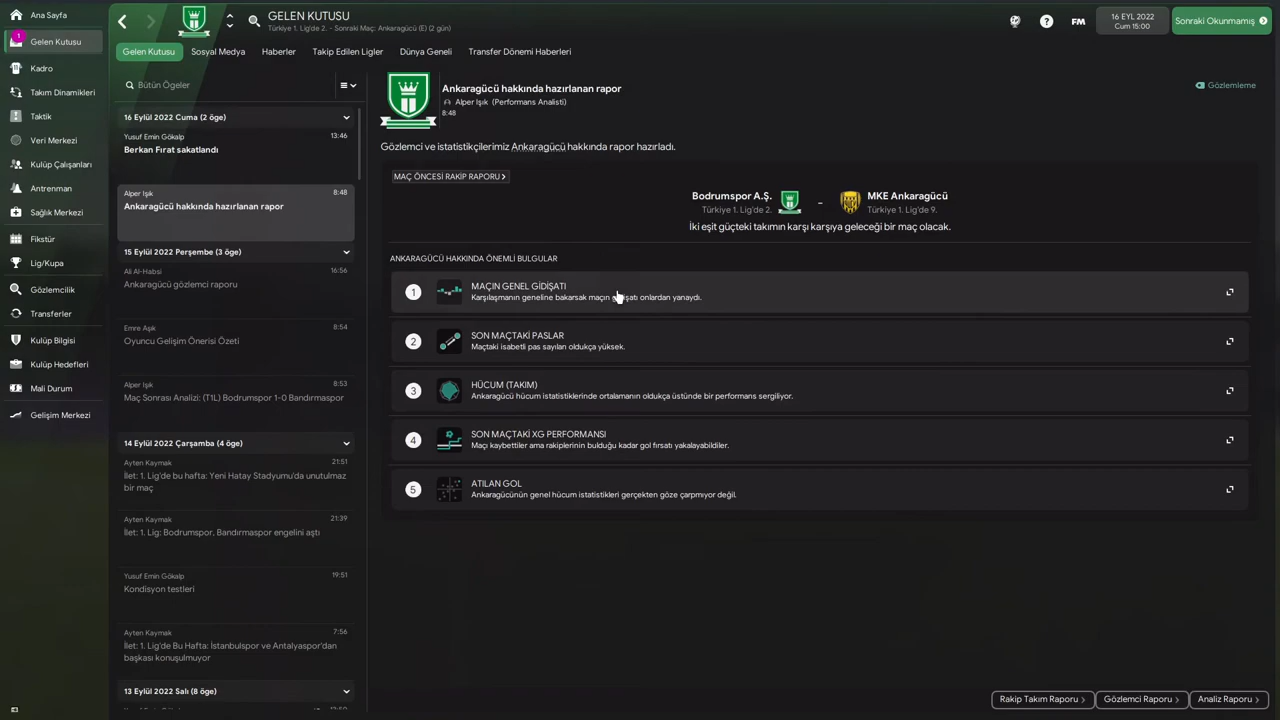 Ana Sayfa
1
Gelen Kutusu
Kadro
Takım Dinamikleri
Taktik
Veri Merkezi
Kulüp Çalışanları
Antrenman
Sağlık Merkezi
Fikstür
Lig/Kupa
Gözlemcilik
Transferler
Kulüp Bilgisi
Kulüp Hedefleri
Mali Durum
Gelişim Merkezi
GELEN KUTUSU
Türkiye 1. Lig'de 2. - Sonraki Maç: Ankaragücü (E) (2 gün)
FM
16 EYL 2022
Cum 15:00
Sonraki Okunmamış
Gelen Kutusu
Sosyal Medya
Haberler
Takip Edilen Ligler
Dünya Geneli
Transfer Dönemi Haberleri
Bütün Ögeler
16 Eylül 2022 Cuma (2 öge)
Yusuf Emin Gökalp 13:46
Berkan Fırat sakatlandı
Alper Işık 8:48
Ankaragücü hakkında hazırlanan rapor
15 Eylül 2022 Perşembe (3 öge)
Ali Al-Habsi 16:56
Ankaragücü gözlemci raporu
Emre Aşık 8:54
Oyuncu Gelişim Önerisi Özeti
Alper Işık 8:53
Maç Sonrası Analizi: (T1L) Bodrumspor 1-0 Bandırmaspor
14 Eylül 2022 Çarşamba (4 öge)
Ayten Kaymak 21:51
İlet: 1. Lig'de bu hafta: Yeni Hatay Stadyumu'da unutulmaz
bir maç
Ayten Kaymak 21:39
İlet: 1. Lig: Bodrumspor, Bandırmaspor engelini aştı
Yusuf Emin Gökalp 19:51
Kondisyon testleri
Ayten Kaymak 7:56
İlet: 1. Lig'de Bu Hafta: İstanbulspor ve Antalyaspor'dan
başkası konuşulmuyor
13 Eylül 2022 Salı (8 öge)
Ankaragücü hakkında hazırlanan rapor
Alper Işık (Performans Analisti)
8:48
Gözlemleme
Gözlemci ve istatistikçilerimiz Ankaragücü hakkında rapor hazırladı.
MAÇ ÖNCESİ RAKİP RAPORU
Bodrumspor A.Ş. - MKE Ankaragücü
Türkiye 1. Lig'de 2. Türkiye 1. Lig'de 9.
İki eşit güçteki takımın karşı karşıya geleceği bir maç olacak.
ANKARAGÜCÜ HAKKINDA ÖNEMLİ BULGULAR
1 MAÇIN GENEL GİDİŞATI
Karşılaşmanın geneline bakarsak maçın gidişatı onlardan yanaydı.
2 SON MAÇTAKİ PASLAR
Maçtaki isabetli pas sayıları oldukça yüksek.
3 HÜCUM (TAKIM)
Ankaragücü hücum istatistiklerinde ortalamanın oldukça üstünde bir performans sergiliyor.
4 SON MAÇTAKİ XG PERFORMANSI
Maçı kaybettiler ama rakiplerinin bulduğu kadar gol fırsatı yakalayabildiler.
5 ATILAN GOL
Ankaragücünün genel hücum istatistikleri gerçekten göze çarpmıyor değil.
Rakip Takım Raporu
Gözlemci Raporu
Analiz Raporu